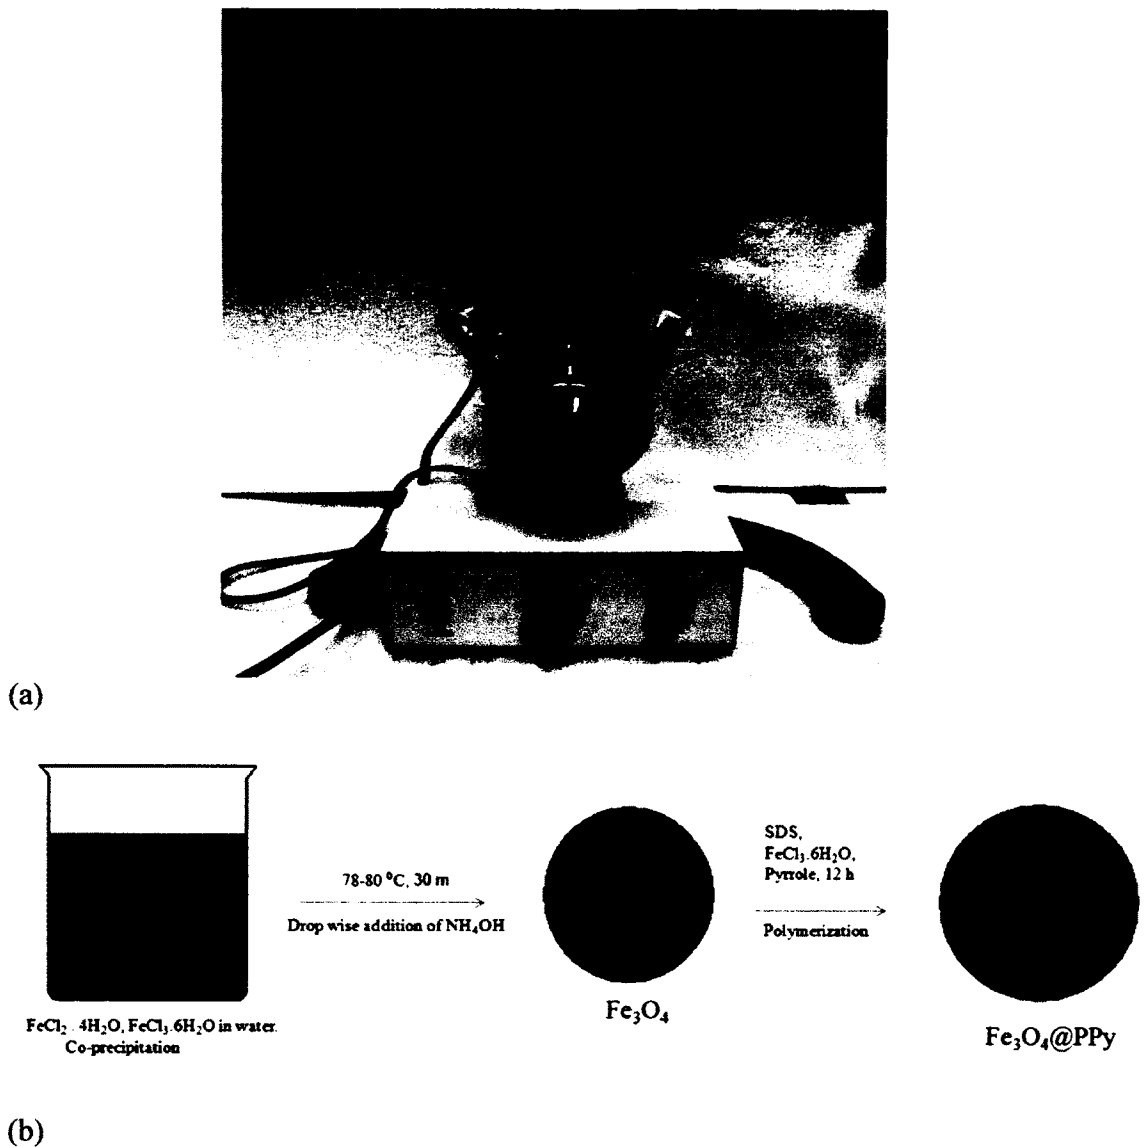 (a)
78-80 ⁰C, 30 m
Drop wise addition of NH₄OH
SDS,
FeCl₃.6H₂O,
Pyrrole, 12 h
Polymerization
FeCl₂ . 4H₂O, FeCl₃.6H₂O in water.
Co-precipitation
Fe₃O₄
Fe₃O₄@PPy
(b)